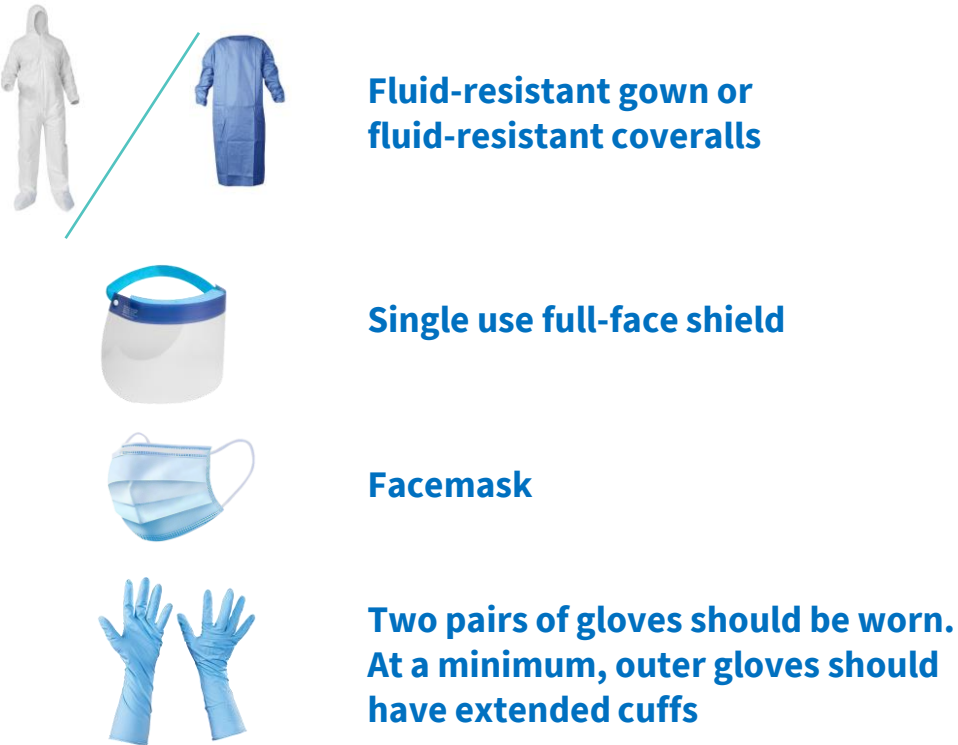 Fluid-resistant gown or
fluid-resistant coveralls
Single use full-face shield
Facemask
Two pairs of gloves should be worn.
At a minimum, outer gloves should
have extended cuffs